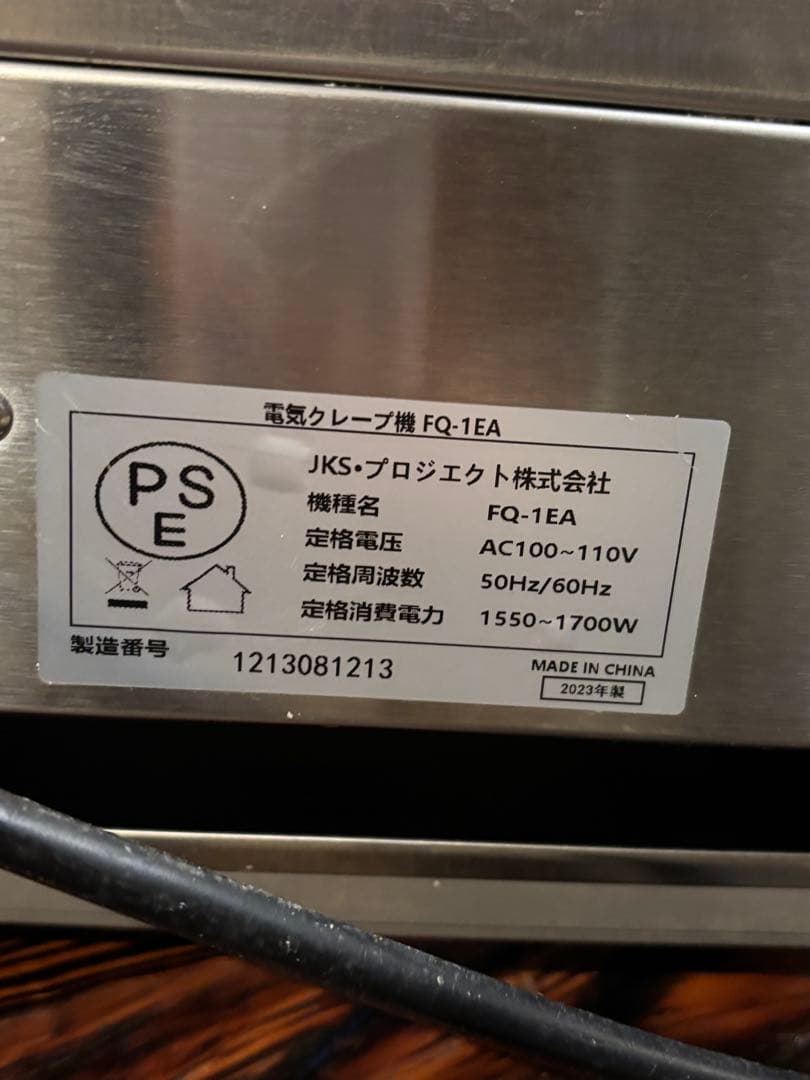 電気クレープ機 FQ-1EA
PS
E
JKS•プロジエクト株式会社
機種名 FQ-1EA
定格電压 AC100~110V
定格周波数 50Hz/60Hz
定格消費電力 1550~1700W
製造番号 1213081213
MADE IN CHINA
2023年製